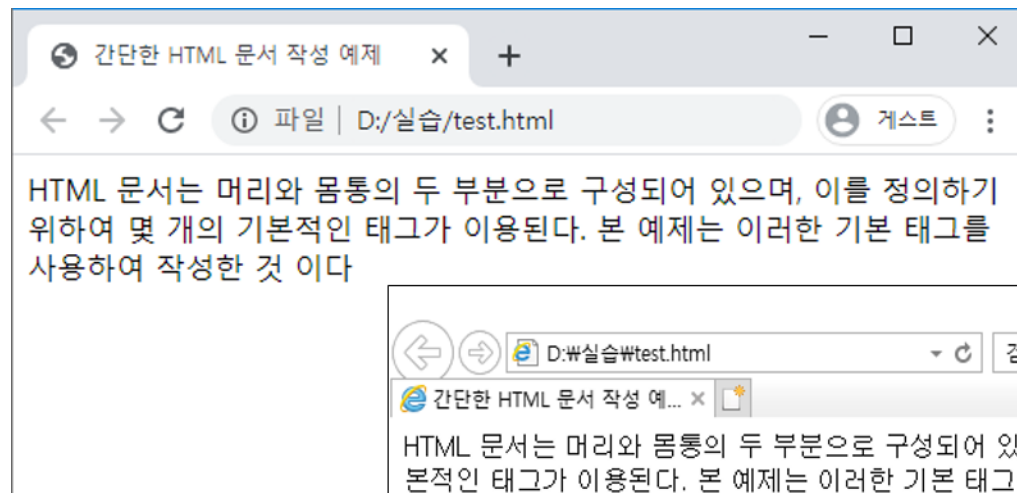 간단한 HTML 문서 작성 예제
파일 | D:/실습/test.html
게스트
HTML 문서는 머리와 몸통의 두 부분으로 구성되어 있으며, 이를 정의하기
위하여 몇 개의 기본적인 태그가 이용된다. 본 예제는 이러한 기본 태그를
사용하여 작성한 것 이다
D:₩실습₩test.html
간단한 HTML 문서 작성 예...
HTML 문서는 머리와 몸통의 두 부분으로 구성되어 있
본적인 태그가 이용된다. 본 예제는 이러한 기본 태그